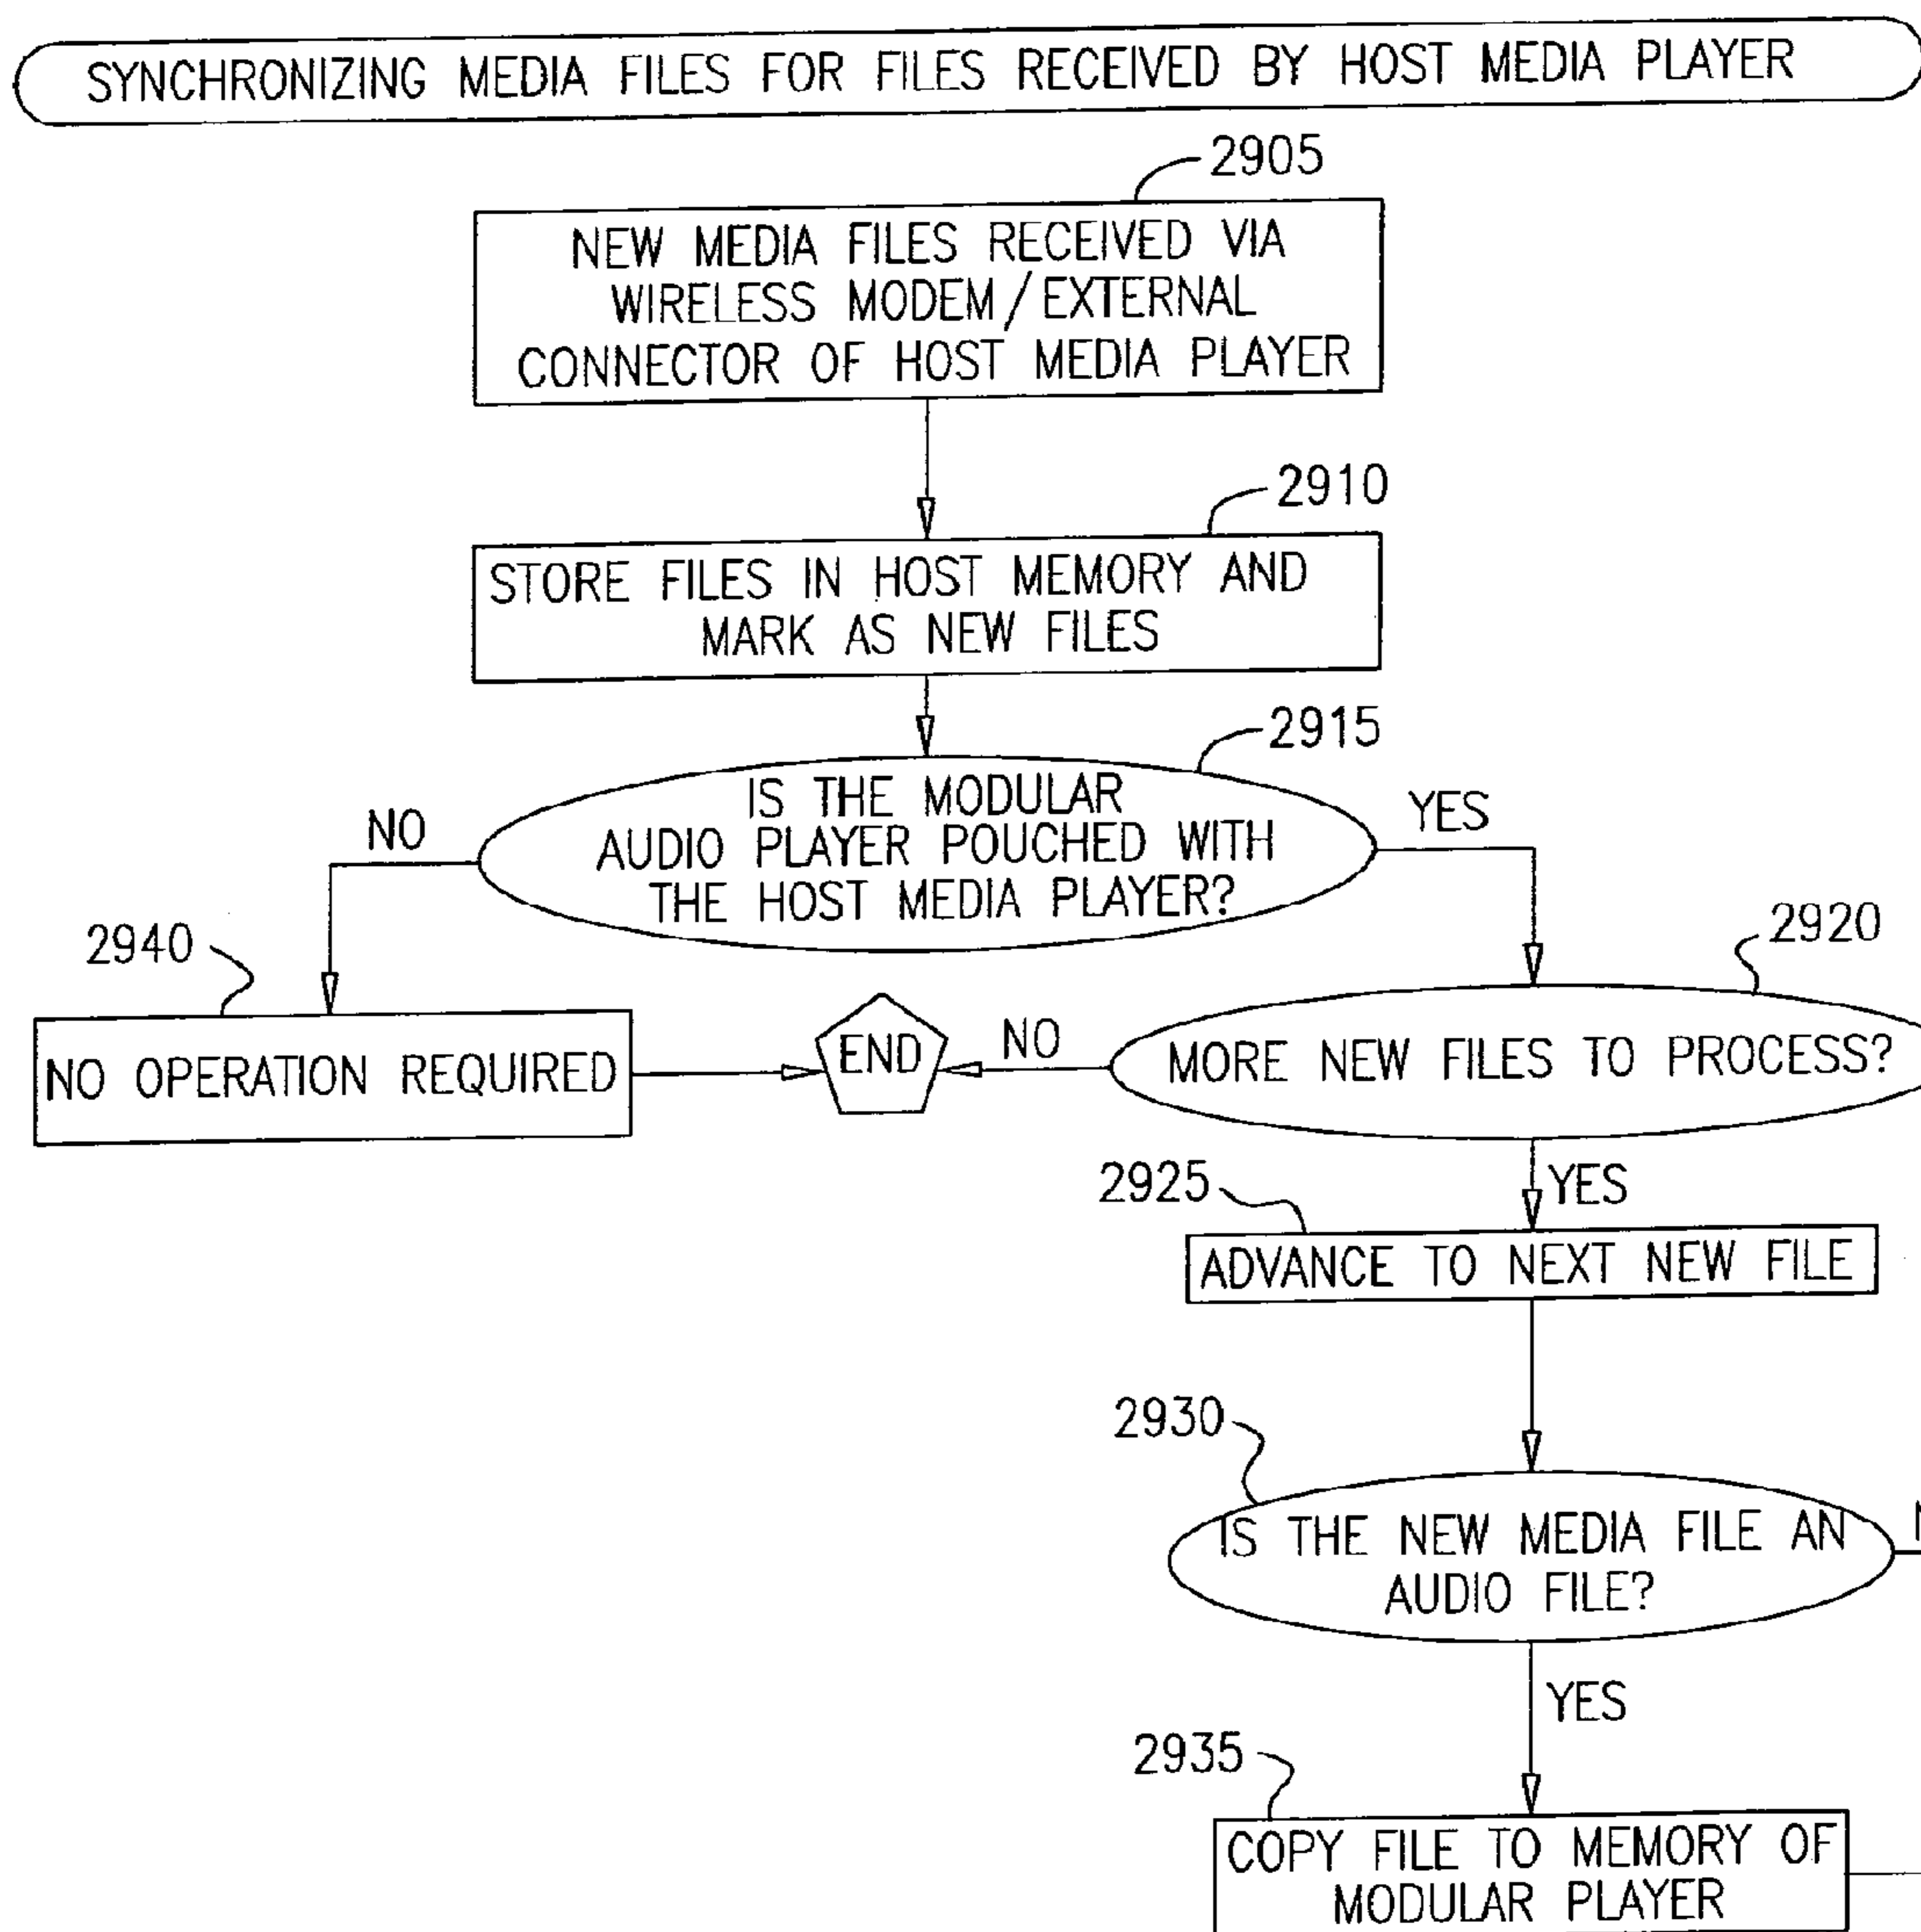 SYNCHRONIZING MEDIA FILES FOR FILES RECEIVED BY HOST MEDIA PLAYER
2905
NEW MEDIA FILES RECEIVED VIA
WIRELESS MODEM/EXTERNAL
CONNECTOR OF HOST MEDIA PLAYER
2910
STORE FILES IN HOST MEMORY AND
MARK AS NEW FILES
2915
IS THE MODULAR
AUDIO PLAYER POUCHED WITH
THE HOST MEDIA PLAYER?
NO
YES
2940
2920
NO OPERATION REQUIRED
END
NO
MORE NEW FILES TO PROCESS?
YES
2925
ADVANCE TO NEXT NEW FILE
2930
IS THE NEW MEDIA FILE AN
AUDIO FILE?
YES
2935
COPY FILE TO MEMORY OF
MODULAR PLAYER